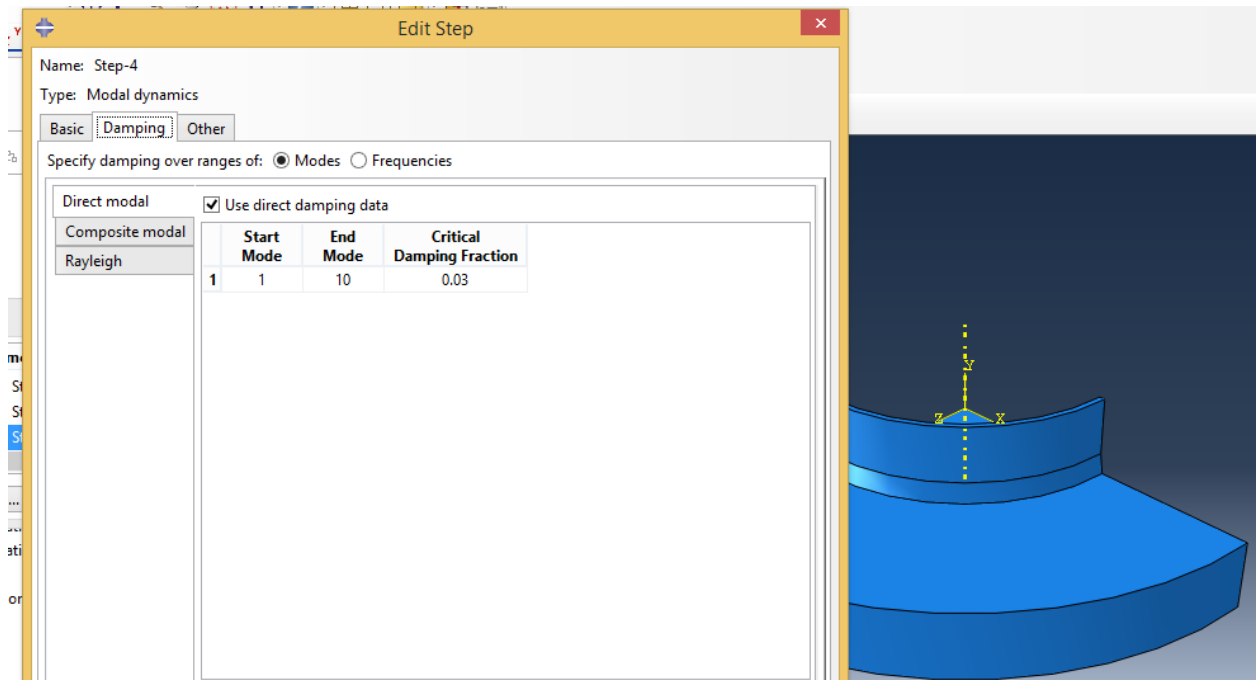 Edit Step
Name: Step-4
Type: Modal dynamics
Basic Damping Other
Specify damping over ranges of: Modes Frequencies
Direct modal
Composite modal
Rayleigh
Use direct damping data
Start Mode End Mode Critical Damping Fraction
1 1 10 0.03
Y
Z X